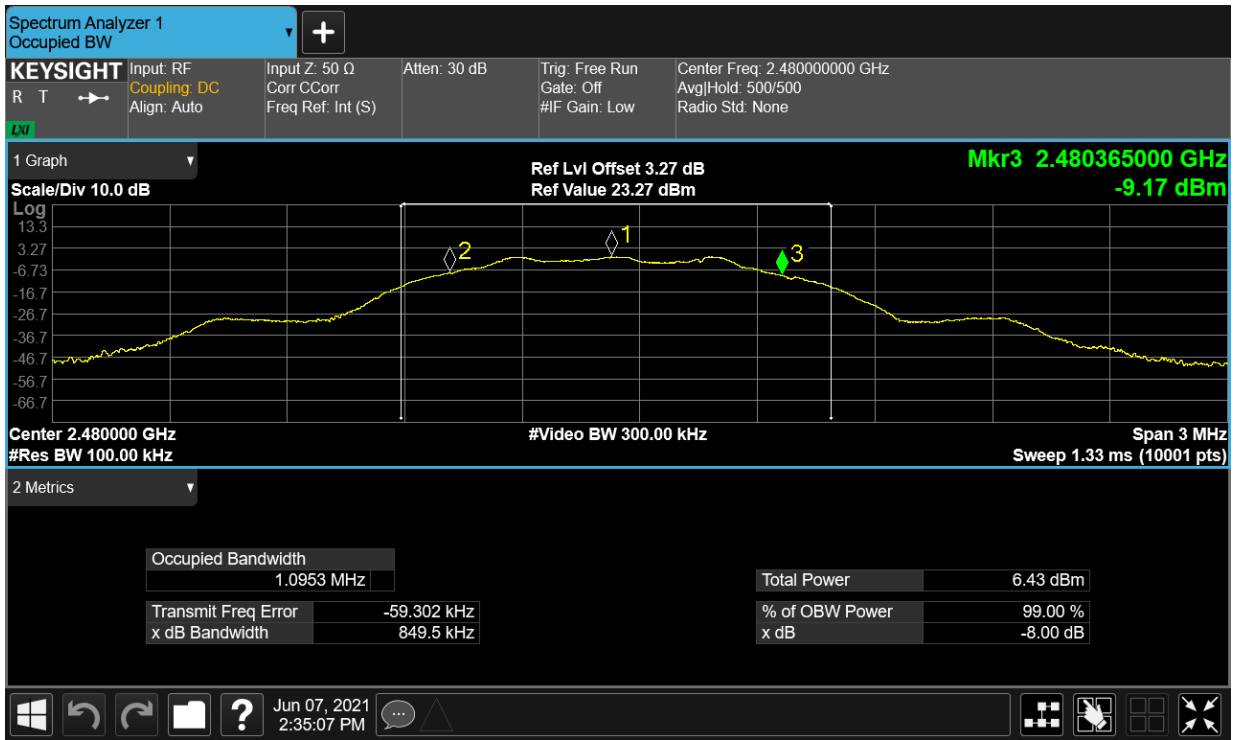 Spectrum Analyzer 1
Occupied BW
KEYSIGHT
R T
LXI
Input: RF
Coupling: DC
Align: Auto
Input Z: 50 Ω
Corr CCorr
Freq Ref: Int (S)
Atten: 30 dB
Trig: Free Run
Gate: Off
#IF Gain: Low
Center Freq: 2.480000000 GHz
Avg|Hold: 500/500
Radio Std: None
1 Graph
Scale/Div 10.0 dB
Ref Lvl Offset 3.27 dB
Ref Value 23.27 dBm
Mkr3 2.480365000 GHz
-9.17 dBm
Log
13.3
3.27
-6.73
-16.7
-26.7
-36.7
-46.7
-56.7
-66.7
2
1
3
Center 2.480000 GHz
#Video BW 300.00 kHz
Span 3 MHz
#Res BW 100.00 kHz
Sweep 1.33 ms (10001 pts)
2 Metrics
Occupied Bandwidth
1.0953 MHz
Transmit Freq Error -59.302 kHz
x dB Bandwidth 849.5 kHz
Total Power 6.43 dBm
% of OBW Power 99.00 %
x dB -8.00 dB
?
Jun 07, 2021
2:35:07 PM